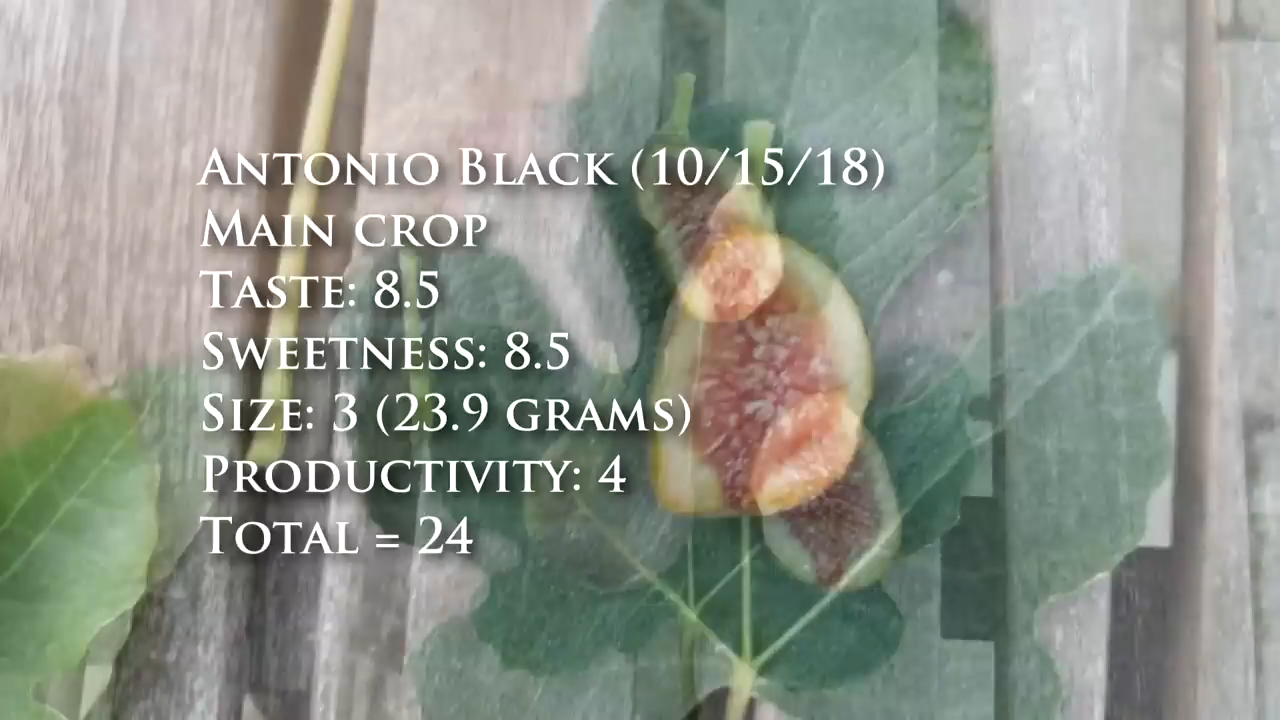 Antonio Black (10/15/18)
Main crop
Taste: 8.5
Sweetness: 8.5
Size: 3 (23.9 grams)
Productivity: 4
Total = 24